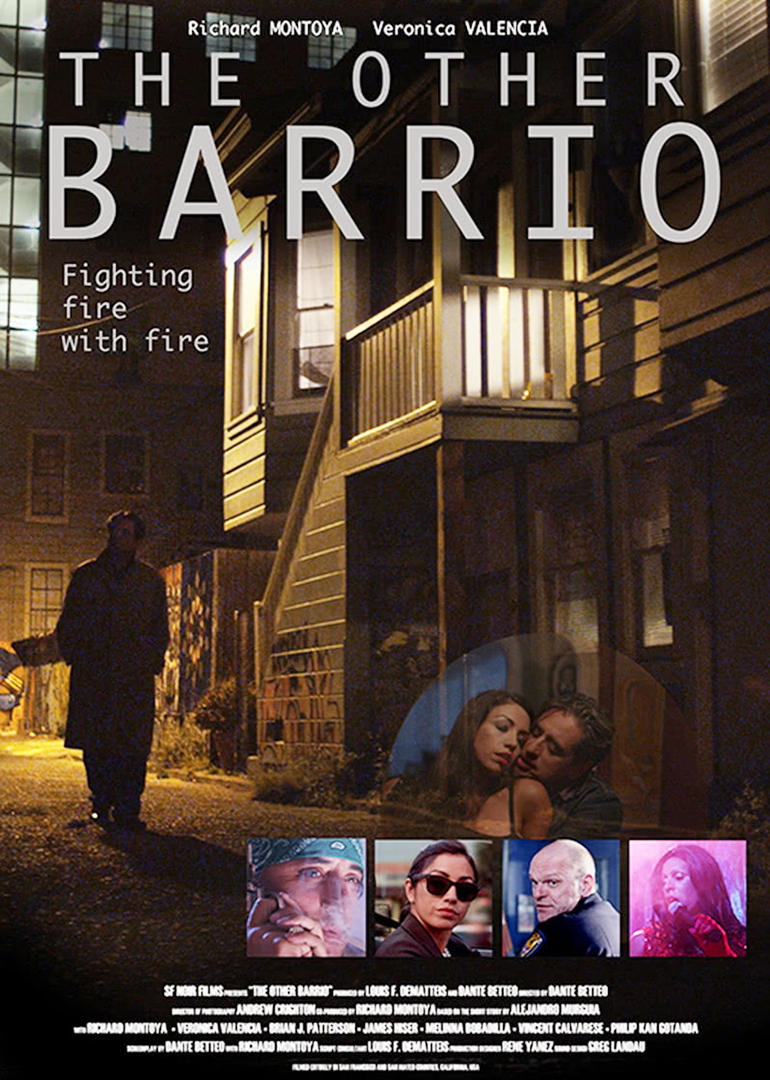 Richard MONTOYA Veronica VALENCIA
THE OTHER
BARRIO
Fighting
fire
with fire
SF NOIR FILMS PRESENTS "THE OTHER BARRIO" PRODUCED BY LOUIS F. DEMATTEIS AND DANTE BETTEO DIRECTED BY DANTE BETTEO
DIRECTOR OF PHOTOGRAPHY ANDREW CRIGHTON CO-PRODUCED BY RICHARD MONTOYA BASED ON THE SHORT STORY BY ALEJANDRO MURGUIA
WITH RICHARD MONTOYA - VERONICA VALENCIA - BRIAN J. PATTERSON - JAMES HISER - MELINNA BOBADILLA - VINCENT CALVARESE - PHILIP KAN GOTANDA
SCREENPLAY BY DANTE BETTEO WITH RICHARD MONTOYA SCRIPT CONSULTANT LOUIS F. DEMATTEIS PRODUCTION DESIGNER RENE YANEZ SOUND DESIGN GREG LANDAU
FILMED ENTIRELY IN SAN FRANCISCO AND SAN MATEO COUNTIES, CALIFORNIA, USA